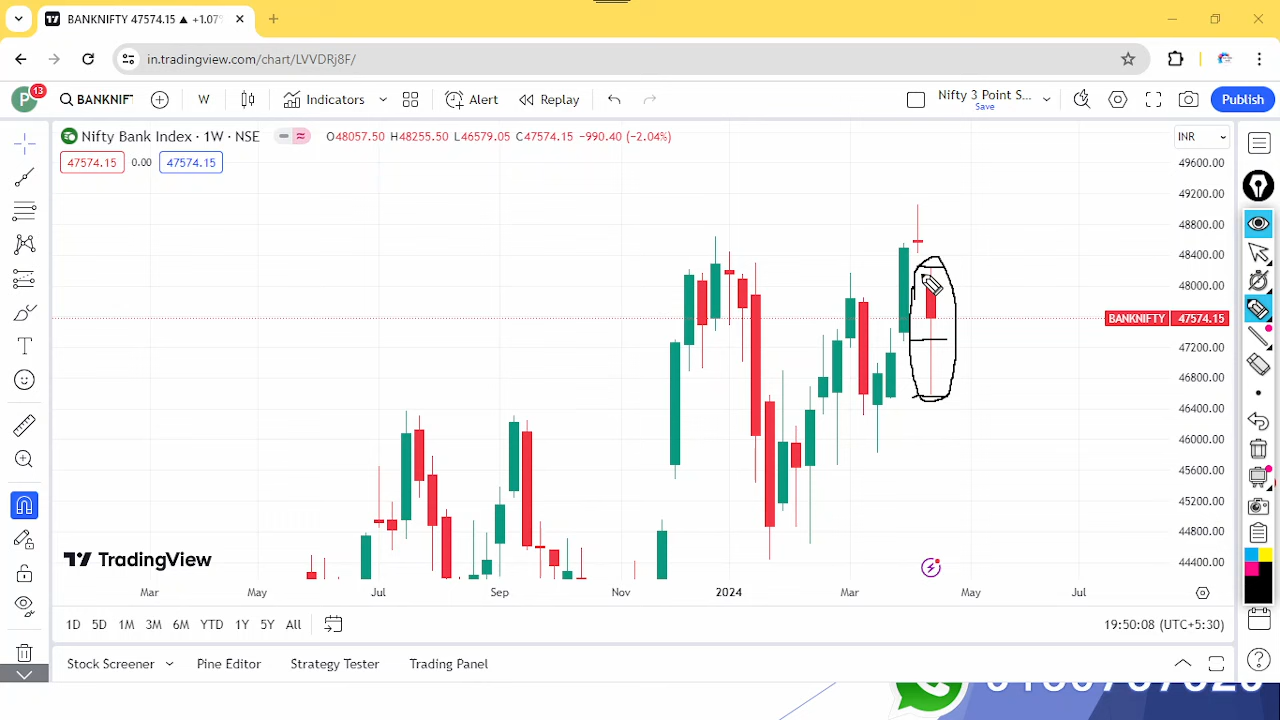 BANKNIFTY 47574.15 ▲ +1.07%
in.tradingview.com/chart/LVVDRj8F/
P 13 BANKNIFT W Indicators Alert Replay Nifty 3 Point S... Save Publish
Nifty Bank Index · 1W · NSE O48057.50 H48255.50 L46579.05 C47574.15 −990.40 (−2.04%) INR
47574.15 0.00 47574.15
49600.00
49200.00
48800.00
48400.00
48000.00
BANKNIFTY 47574.15
47200.00
46800.00
46400.00
46000.00
45600.00
45200.00
44800.00
44400.00
TradingView
Mar May Jul Sep Nov 2024 Mar May Jul
1D 5D 1M 3M 6M YTD 1Y 5Y All 19:50:08 (UTC+5:30)
Stock Screener Pine Editor Strategy Tester Trading Panel